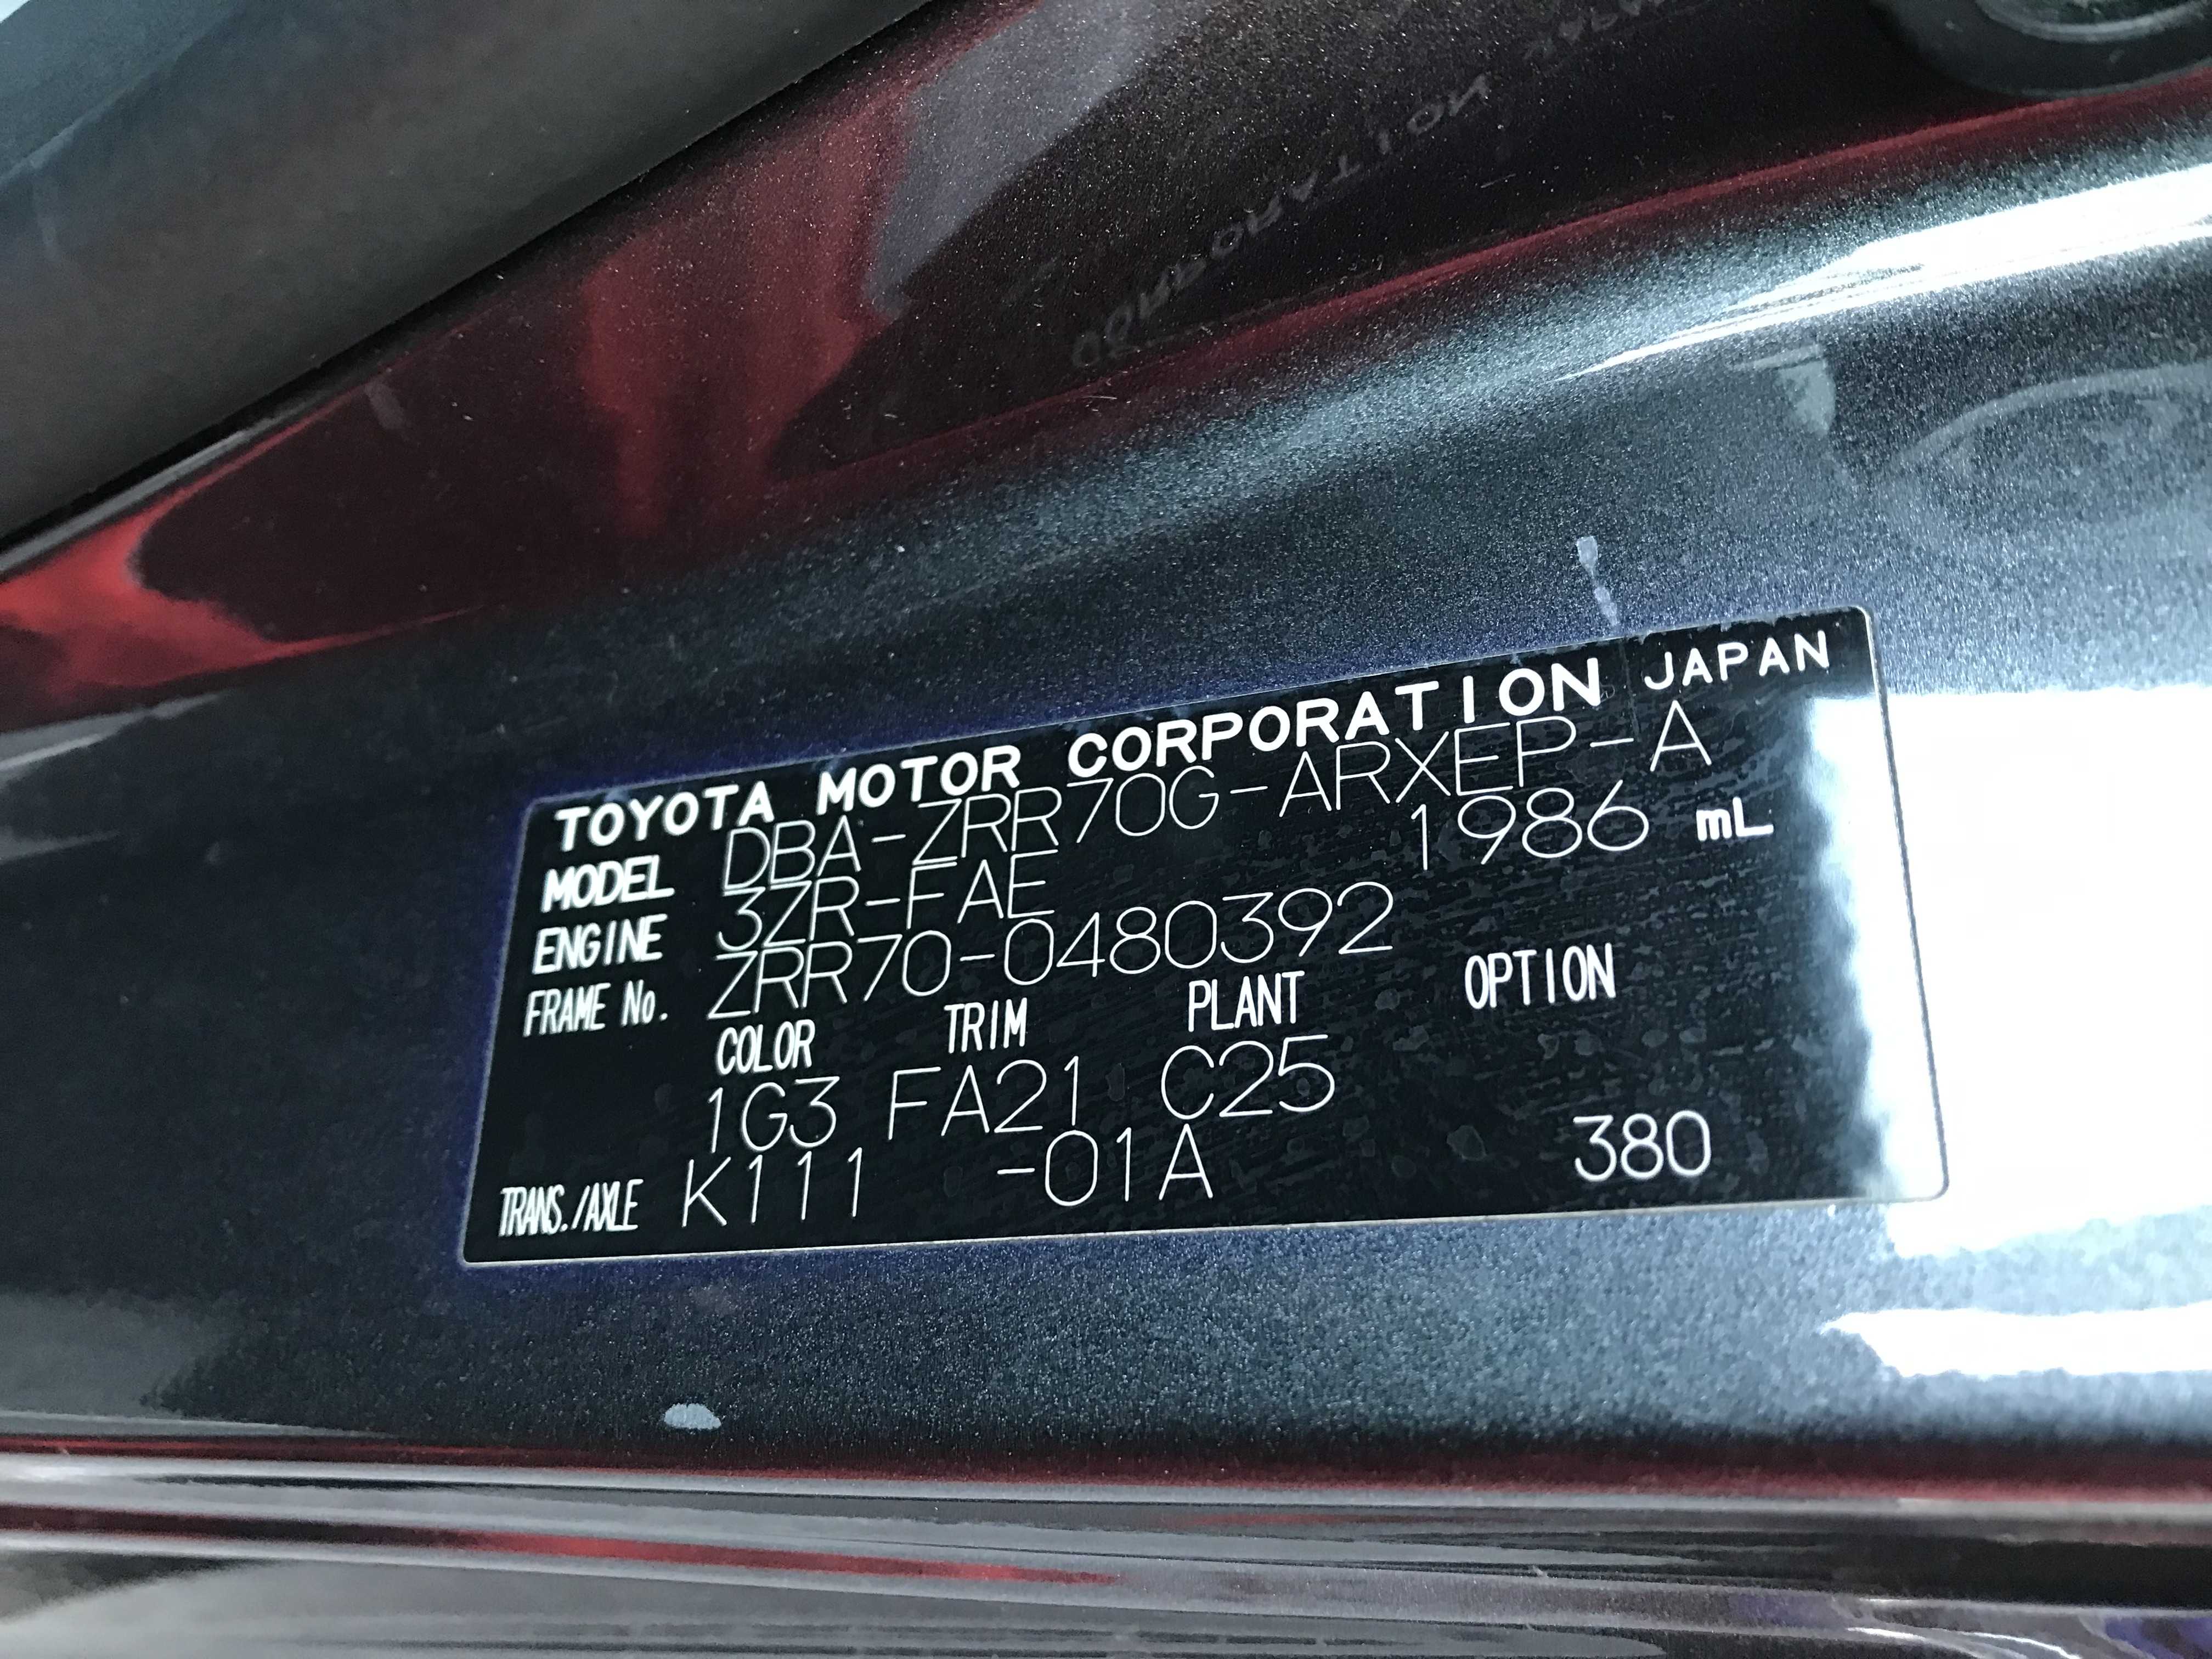 TOYOTA MOTOR CORPORATION JAPAN
MODEL DBA-ZRR70G-ARXEP-A
ENGINE 3ZR-FAE 1986 mL
FRAME No. ZRR70-0480392
COLOR TRIM PLANT OPTION
1G3 FA21 C25
TRANS./AXLE K111 -01A 380